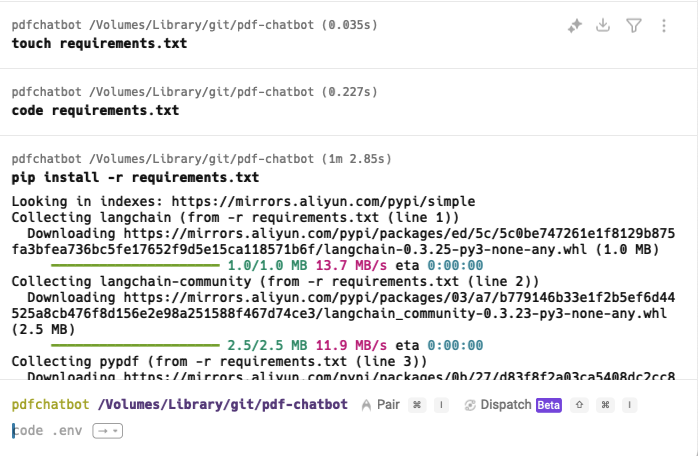 pdfchatbot /Volumes/Library/git/pdf-chatbot (0.035s)
touch requirements.txt
pdfchatbot /Volumes/Library/git/pdf-chatbot (0.227s)
code requirements.txt
pdfchatbot /Volumes/Library/git/pdf-chatbot (1m 2.85s)
pip install -r requirements.txt
Looking in indexes: https://mirrors.aliyun.com/pypi/simple
Collecting langchain (from -r requirements.txt (line 1))
Downloading https://mirrors.aliyun.com/pypi/packages/ed/5c/5c0be747261e1f8129b875
fa3bfea736bc5fe17652f9d5e15ca118571b6f/langchain-0.3.25-py3-none-any.whl (1.0 MB)
1.0/1.0 MB 13.7 MB/s eta 0:00:00
Collecting langchain-community (from -r requirements.txt (line 2))
Downloading https://mirrors.aliyun.com/pypi/packages/03/a7/b779146b33e1f2b5ef6d44
525a8cb476f8d156e2e98a251588f467d74ce3/langchain_community-0.3.23-py3-none-any.whl
(2.5 MB)
2.5/2.5 MB 11.9 MB/s eta 0:00:00
Collecting pypdf (from -r requirements.txt (line 3))
Downloading https://mirrors.aliyun.com/pypi/packages/0b/27/d83f8f2a03ca5408dc2cc8
pdfchatbot /Volumes/Library/git/pdf-chatbot Pair ⌘ I Dispatch Beta ⇧ ⌘ I
code .env →